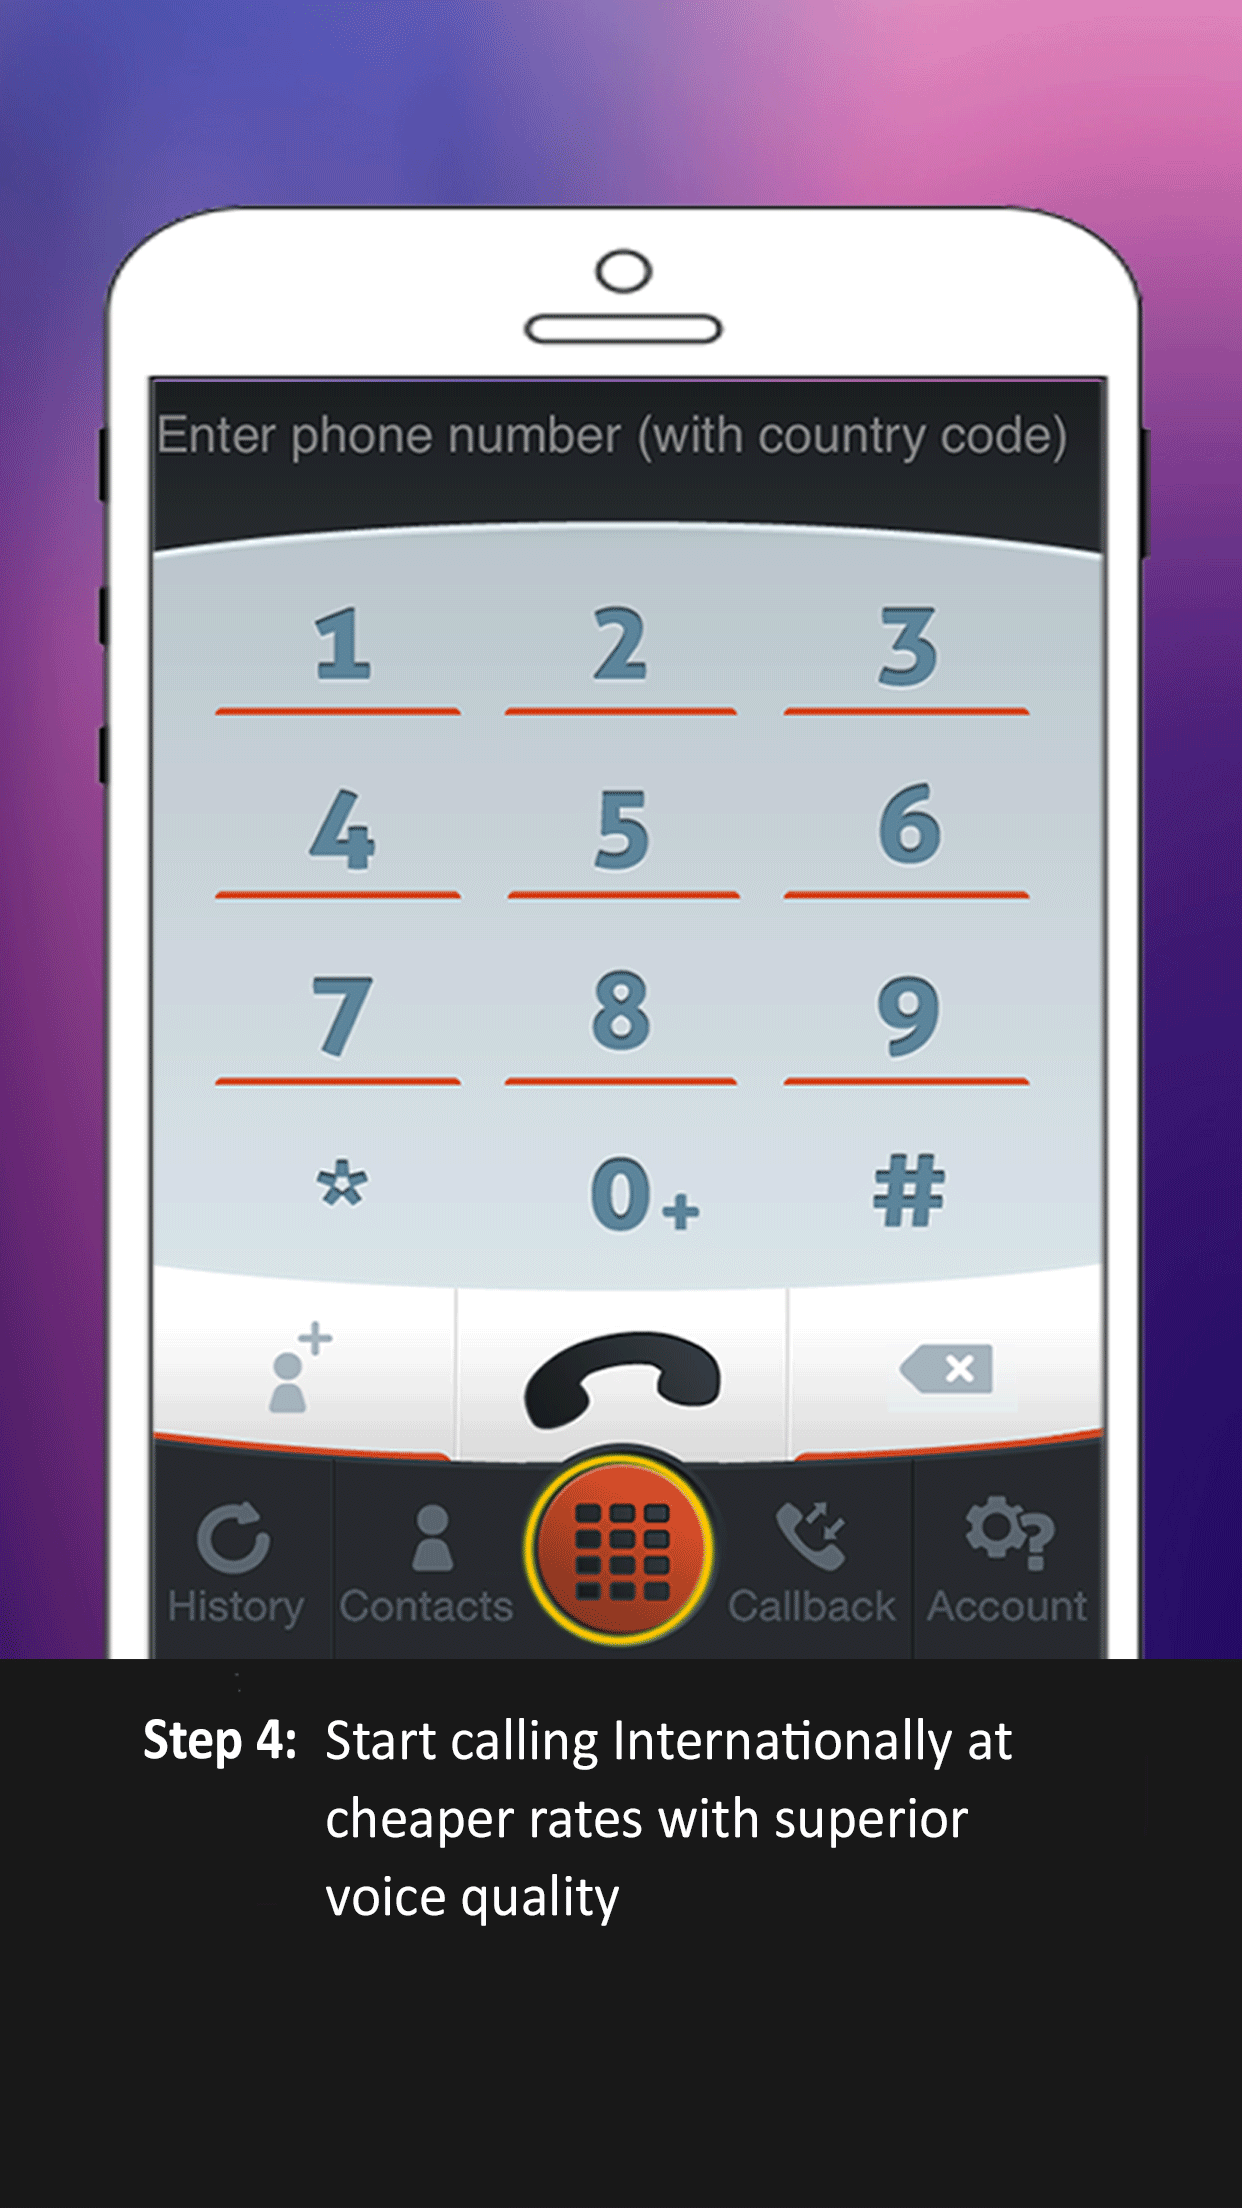 Enter phone number (with country code)
1 2 3
4 5 6
7 8 9
* 0+ #
History Contacts Callback Account
Step 4: Start calling Internationally at
cheaper rates with superior
voice quality